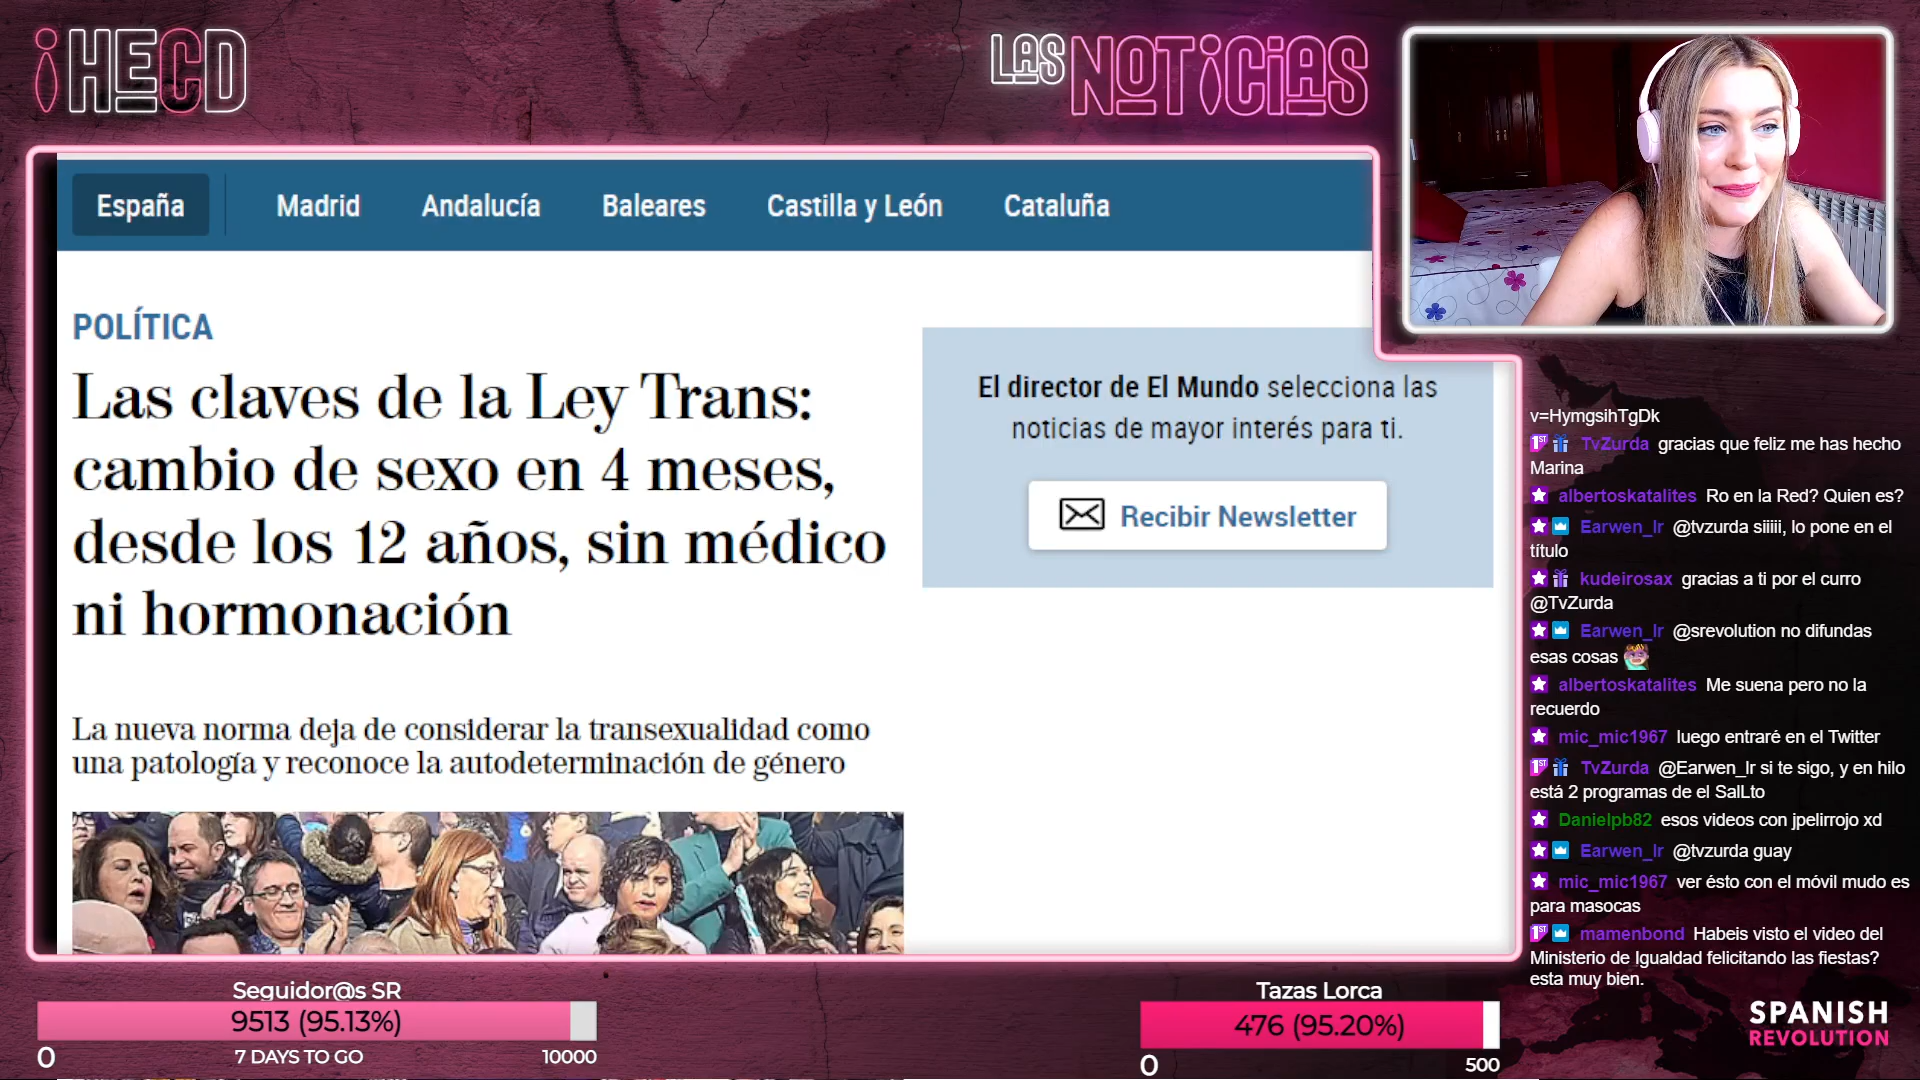 ¡HECD
LAS NOTICIAS
España
Madrid
Andalucía
Baleares
Castilla y León
Cataluña
POLÍTICA
Las claves de la Ley Trans:
cambio de sexo en 4 meses,
desde los 12 años, sin médico
ni hormonación
La nueva norma deja de considerar la transexualidad como
una patología y reconoce la autodeterminación de género
El director de El Mundo selecciona las
noticias de mayor interés para ti.
Recibir Newsletter
v=HymgsihTgDk
1ST TvZurda gracias que feliz me has hecho
Marina
albertoskatalites Ro en la Red? Quien es?
Earwen_lr @tvzurda siiiii, lo pone en el
título
kudeirosax gracias a ti por el curro
@TvZurda
Earwen_lr @srevolution no difundas
esas cosas
albertoskatalites Me suena pero no la
recuerdo
mic_mic1967 luego entraré en el Twitter
1ST TvZurda @Earwen_lr si te sigo, y en hilo
está 2 programas de el SalLto
Danielpb82 esos videos con jpelirrojo xd
Earwen_lr @tvzurda guay
mic_mic1967 ver ésto con el móvil mudo es
para masocas
1ST mamenbond Habeis visto el video del
Ministerio de Igualdad felicitando las fiestas?
esta muy bien.
Seguidor@s SR
9513 (95.13%)
0
7 DAYS TO GO
10000
Tazas Lorca
476 (95.20%)
0
500
SPANISH
REVOLUTION